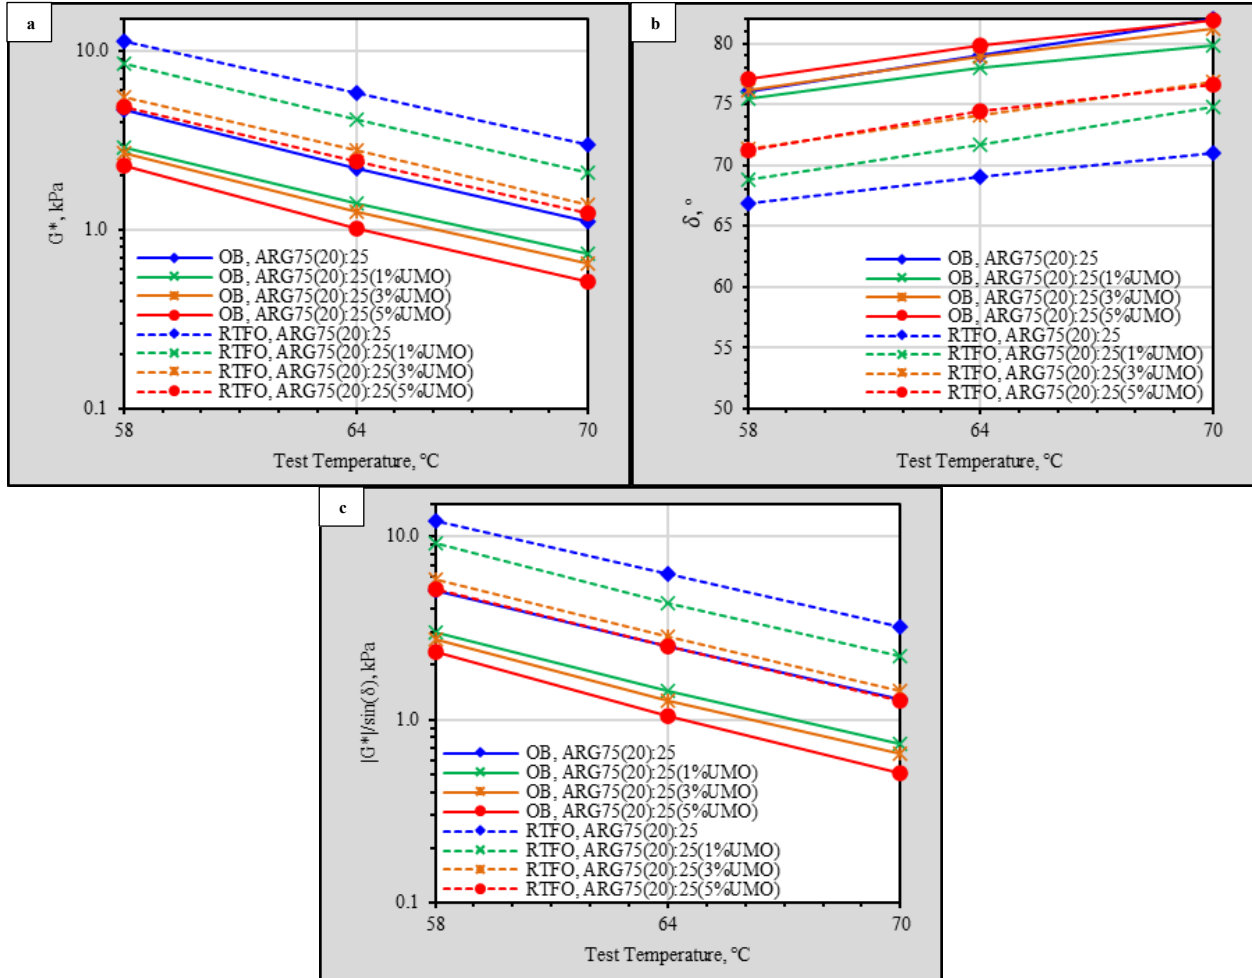 a
10.0
1.0
0.1
G*, kPa
OB, ARG75(20):25
OB, ARG75(20):25(1%UMO)
OB, ARG75(20):25(3%UMO)
OB, ARG75(20):25(5%UMO)
RTFO, ARG75(20):25
RTFO, ARG75(20):25(1%UMO)
RTFO, ARG75(20):25(3%UMO)
RTFO, ARG75(20):25(5%UMO)
58 64 70
Test Temperature, °C
b
80
75
70
65
60
55
50
δ, °
OB, ARG75(20):25
OB, ARG75(20):25(1%UMO)
OB, ARG75(20):25(3%UMO)
OB, ARG75(20):25(5%UMO)
RTFO, ARG75(20):25
RTFO, ARG75(20):25(1%UMO)
RTFO, ARG75(20):25(3%UMO)
RTFO, ARG75(20):25(5%UMO)
58 64 70
Test Temperature, °C
c
10.0
1.0
0.1
|G*|/sin(δ), kPa
OB, ARG75(20):25
OB, ARG75(20):25(1%UMO)
OB, ARG75(20):25(3%UMO)
OB, ARG75(20):25(5%UMO)
RTFO, ARG75(20):25
RTFO, ARG75(20):25(1%UMO)
RTFO, ARG75(20):25(3%UMO)
RTFO, ARG75(20):25(5%UMO)
58 64 70
Test Temperature, °C